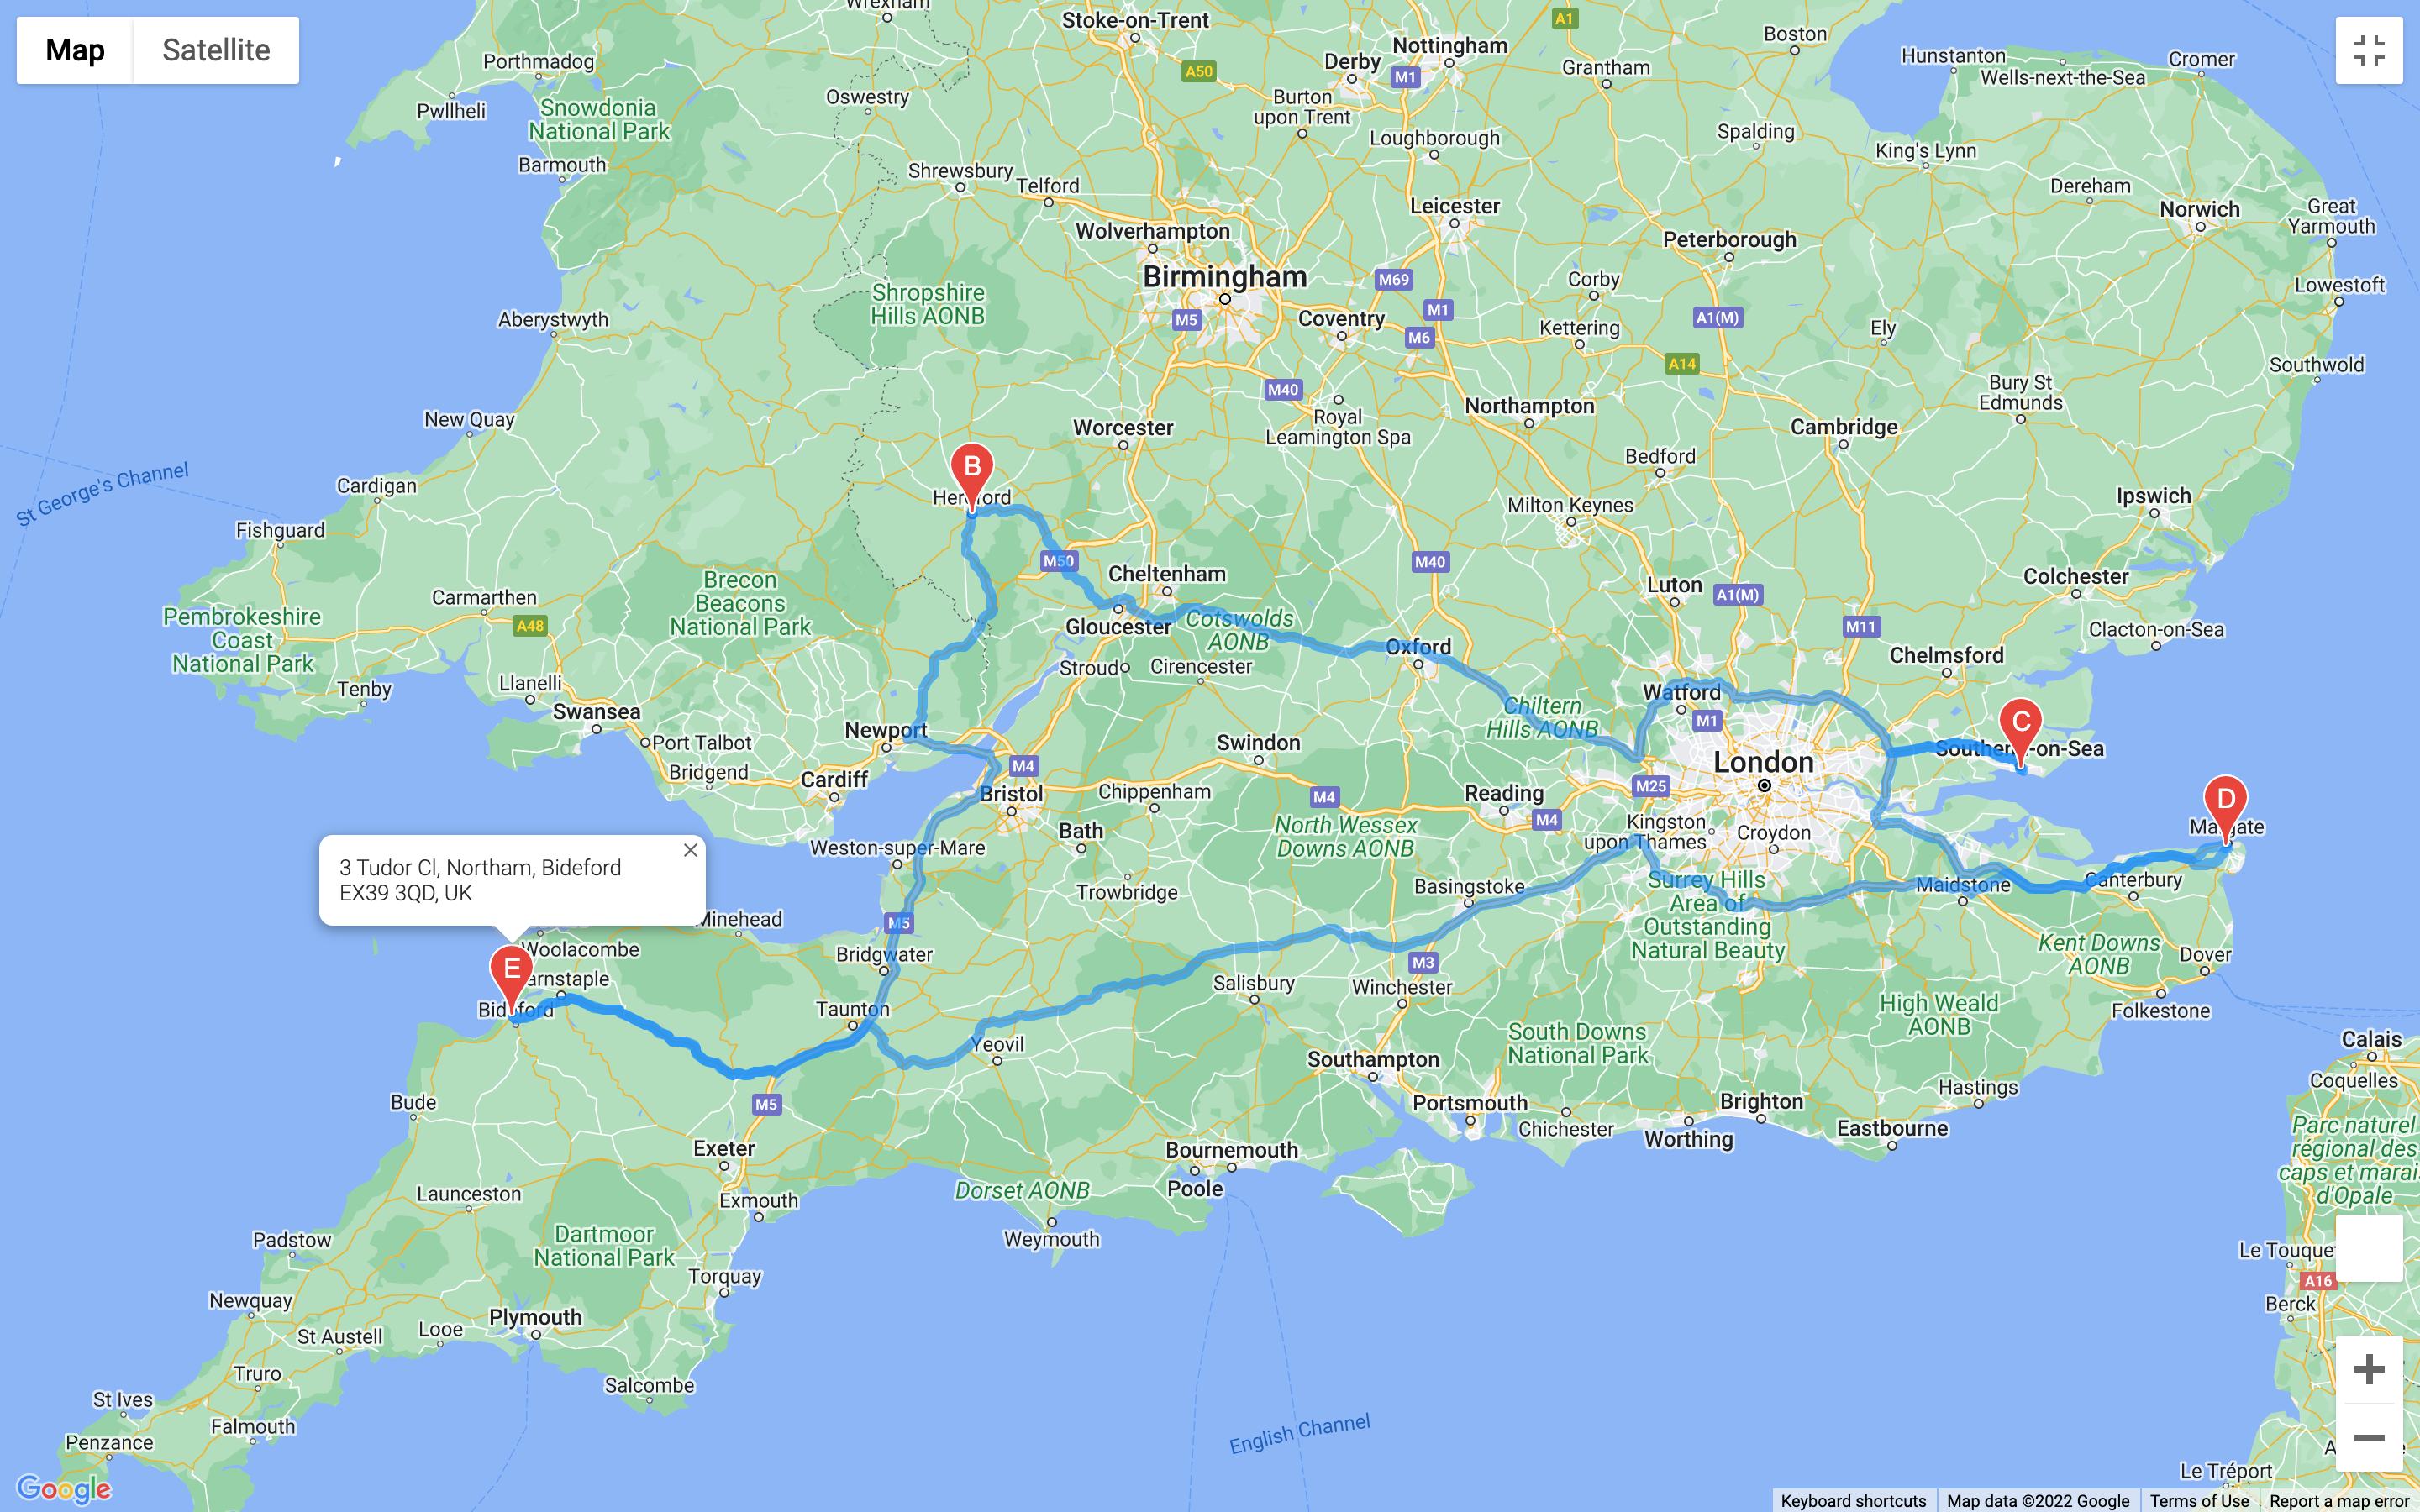 Map
Satellite
Wrexham
Stoke-on-Trent
A1
Boston
Nottingham
Hunstanton
Cromer
Porthmadog
Derby
M1
A50
Grantham
Wells-next-the-Sea
Pwllheli
Oswestry
Burton
upon Trent
Snowdonia
National Park
Loughborough
Spalding
King's Lynn
Barmouth
Shrewsbury
Telford
Dereham
Leicester
Norwich
Great
Yarmouth
Wolverhampton
Peterborough
Birmingham
M69
Corby
Lowestoft
Shropshire
Hills AONB
M1
A1(M)
Aberystwyth
M5
Coventry
M6
Kettering
Ely
A14
Southwold
M40
Bury St
Edmunds
New Quay
Worcester
Royal
Leamington Spa
Northampton
Cambridge
B
Bedford
St George's Channel
Cardigan
Hereford
Milton Keynes
Ipswich
Fishguard
M50
M40
Cheltenham
Colchester
Brecon
Beacons
National Park
Luton
A1(M)
Carmarthen
Pembrokeshire
Coast
National Park
A48
Gloucester
Cotswolds
AONB
M11
Clacton-on-Sea
Oxford
Chelmsford
Stroud
Cirencester
Llanelli
Tenby
Watford
Swansea
Chiltern
Hills AONB
M1
C
Newport
Port Talbot
Swindon
Southend-on-Sea
Bridgend
M4
London
Cardiff
Bristol
Chippenham
M4
Reading
M25
D
M4
Bath
North Wessex
Downs AONB
Kingston
upon Thames
Croydon
Margate
Weston-super-Mare
3 Tudor Cl, Northam, Bideford
EX39 3QD, UK
Trowbridge
Basingstoke
Surrey Hills
Area of
Outstanding
Natural Beauty
Maidstone
Canterbury
Minehead
M5
Woolacombe
Bridgwater
Kent Downs
AONB
Dover
E
Barnstaple
M3
Salisbury
Winchester
Bideford
Taunton
High Weald
AONB
Folkestone
Yeovil
South Downs
National Park
Calais
Southampton
Coquelles
Bude
M5
Portsmouth
Brighton
Hastings
Chichester
Worthing
Eastbourne
Parc naturel
régional des
caps et marais
d'Opale
Exeter
Bournemouth
Launceston
Exmouth
Dorset AONB
Poole
Dartmoor
National Park
Weymouth
Padstow
Le Touquet
Torquay
A16
Newquay
Plymouth
Berck
St Austell
Looe
Truro
Salcombe
St Ives
Falmouth
English Channel
Penzance
Le Tréport
Google
Keyboard shortcuts
Map data ©2022 Google
Terms of Use
Report a map error